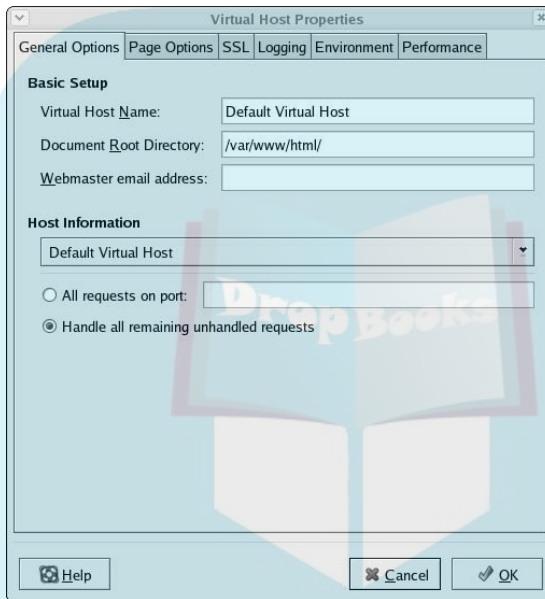 Virtual Host Properties
General Options Page Options SSL Logging Environment Performance
Basic Setup
Virtual Host Name: Default Virtual Host
Document Root Directory: /var/www/html/
Webmaster email address:
Host Information
Default Virtual Host
All requests on port:
Drop Books
Handle all remaining unhandled requests
Help Cancel OK